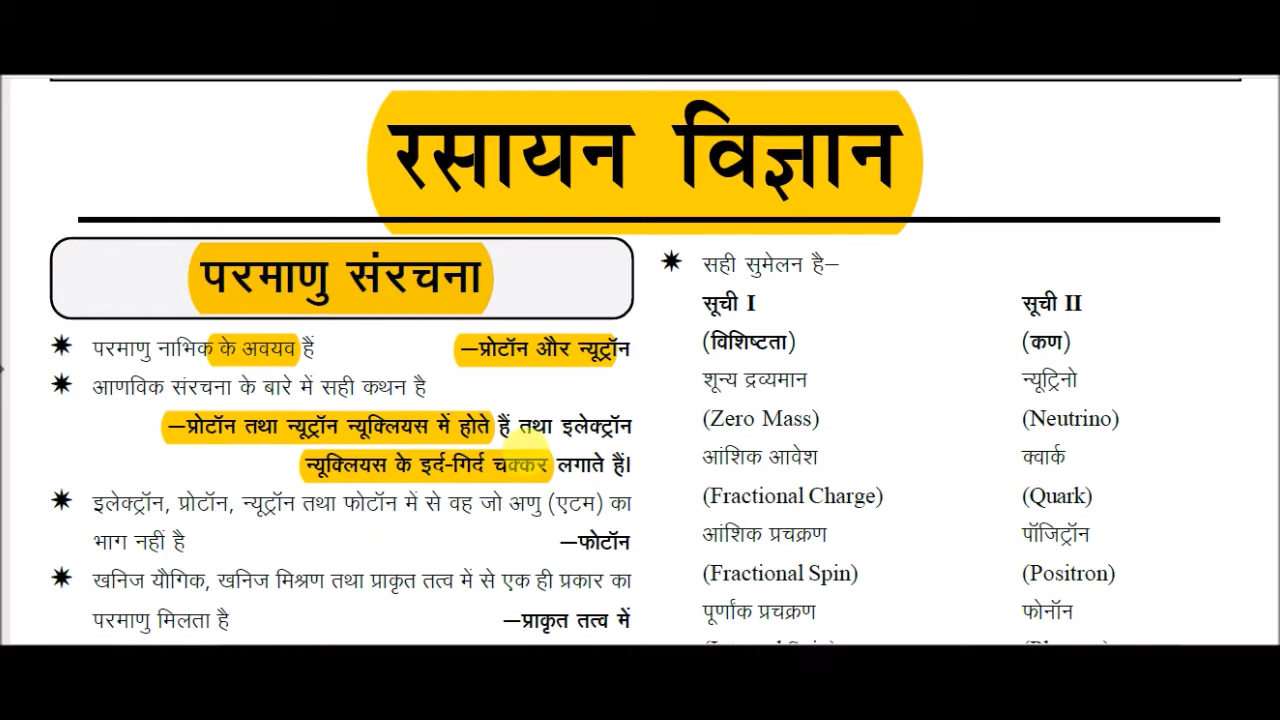 रसायन विज्ञान
परमाणु संरचना
✷ परमाणु नाभिक के अवयव हैं –प्रोटॉन और न्यूट्रॉन
✷ आणविक संरचना के बारे में सही कथन है
–प्रोटॉन तथा न्यूट्रॉन न्यूक्लियस में होते हैं तथा इलेक्ट्रॉन
न्यूक्लियस के इर्द-गिर्द चक्कर लगाते हैं।
✷ इलेक्ट्रॉन, प्रोटॉन, न्यूट्रॉन तथा फोटॉन में से वह जो अणु (एटम) का
भाग नहीं है –फोटॉन
✷ खनिज यौगिक, खनिज मिश्रण तथा प्राकृत तत्व में से एक ही प्रकार का
परमाणु मिलता है –प्राकृत तत्व में
✷ सही सुमेलन है–
सूची I सूची II
(विशिष्टता) (कण)
शून्य द्रव्यमान न्यूट्रिनो
(Zero Mass) (Neutrino)
आंशिक आवेश क्वार्क
(Fractional Charge) (Quark)
आंशिक प्रचक्रण पॉजिट्रॉन
(Fractional Spin) (Positron)
पूर्णांक प्रचक्रण फोनॉन